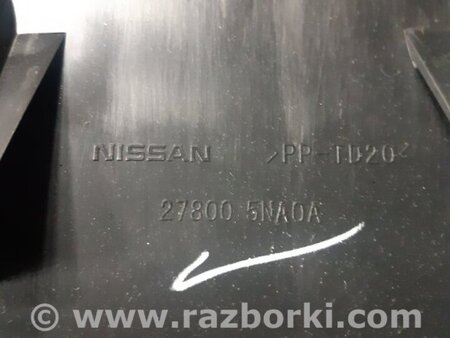 NISSAN >PP-TD20<
27800 5NA0A
© www.razborki.com